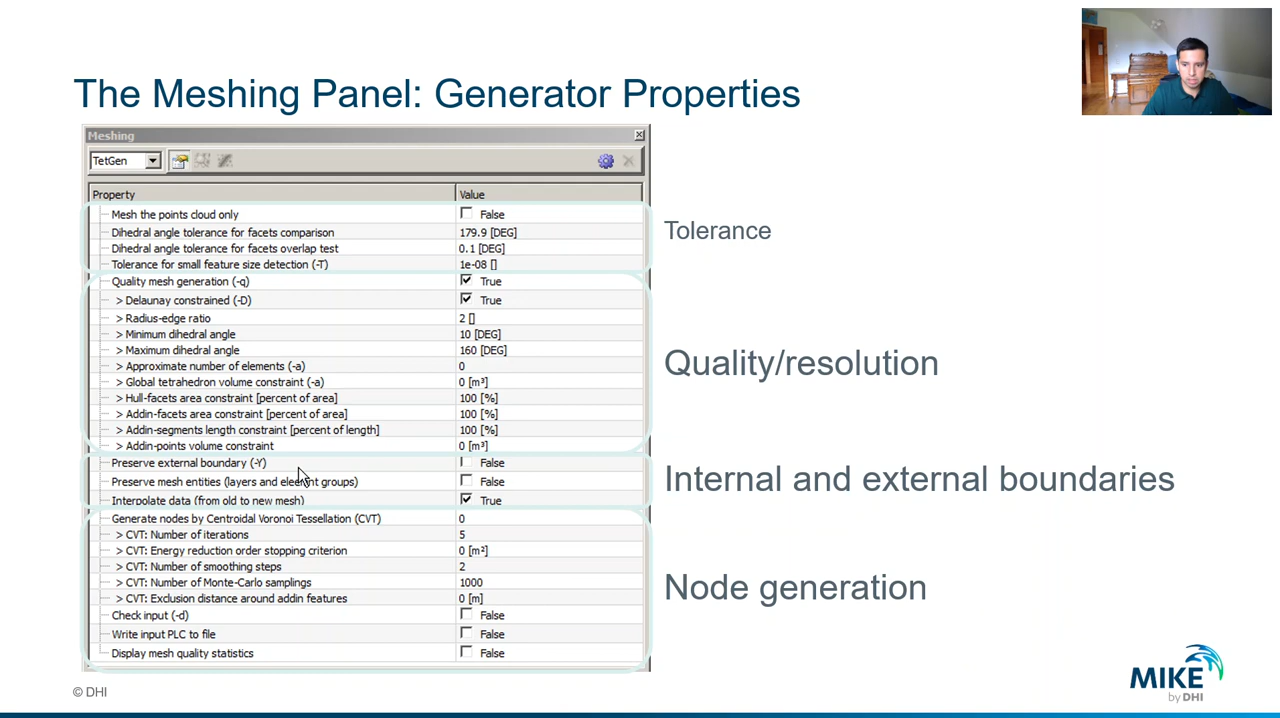 The Meshing Panel: Generator Properties
Meshing
TetGen
Property Value
Mesh the points cloud only False
Dihedral angle tolerance for facets comparison 179.9 [DEG]
Dihedral angle tolerance for facets overlap test 0.1 [DEG]
Tolerance for small feature size detection (-T) 1e-08 []
Tolerance
Quality mesh generation (-q) True
> Delaunay constrained (-D) True
> Radius-edge ratio 2 []
> Minimum dihedral angle 10 [DEG]
> Maximum dihedral angle 160 [DEG]
> Approximate number of elements (-a) 0
> Global tetrahedron volume constraint (-a) 0 [m³]
> Hull-facets area constraint [percent of area] 100 [%]
> Addin-facets area constraint [percent of area] 100 [%]
> Addin-segments length constraint [percent of length] 100 [%]
> Addin-points volume constraint 0 [m³]
Quality/resolution
Preserve external boundary (-Y) False
Preserve mesh entities (layers and element groups) False
Interpolate data (from old to new mesh) True
Internal and external boundaries
Generate nodes by Centroidal Voronoi Tessellation (CVT) 0
> CVT: Number of iterations 5
> CVT: Energy reduction order stopping criterion 0 [m²]
> CVT: Number of smoothing steps 2
> CVT: Number of Monte-Carlo samplings 1000
> CVT: Exclusion distance around addin features 0 [m]
Check input (-d) False
Write input PLC to file False
Display mesh quality statistics False
Node generation
© DHI
MIKE
by DHI